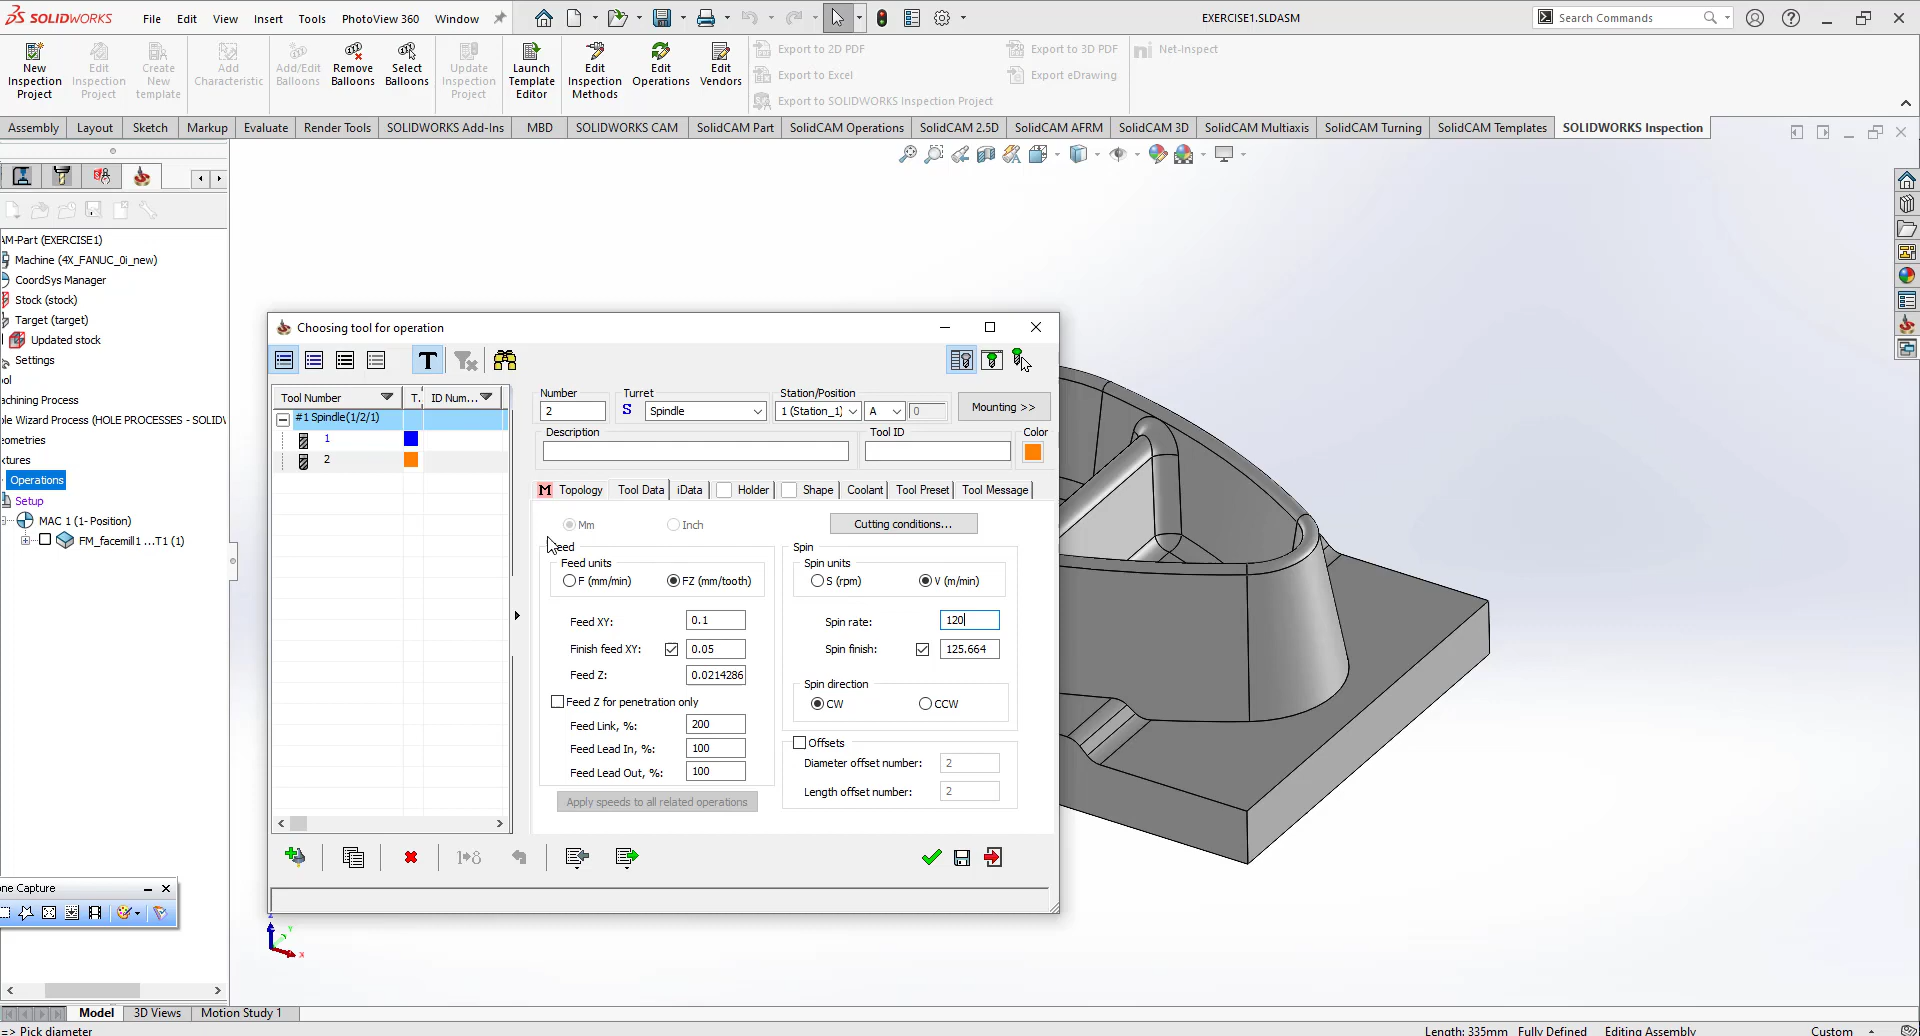 SOLIDWORKS File Edit View Insert Tools PhotoView 360 Window EXERCISE1.SLDASM Search Commands
New Inspection Project
Edit Inspection Project
Create New template
Add Characteristic
Add/Edit Balloons
Remove Balloons
Select Balloons
Update Inspection Project
Launch Template Editor
Edit Inspection Methods
Edit Operations
Edit Vendors
Export to 2D PDF
Export to Excel
Export to SOLIDWORKS Inspection Project
Export to 3D PDF
Export eDrawing
Net-Inspect
Assembly Layout Sketch Markup Evaluate Render Tools SOLIDWORKS Add-Ins MBD SOLIDWORKS CAM SolidCAM Part SolidCAM Operations SolidCAM 2.5D SolidCAM AFRM SolidCAM 3D SolidCAM Multiaxis SolidCAM Turning SolidCAM Templates SOLIDWORKS Inspection
AM-Part (EXERCISE1)
Machine (4X_FANUC_0i_new)
CoordSys Manager
Stock (stock)
Target (target)
Updated stock
Settings
ool
achining Process
ole Wizard Process (HOLE PROCESSES - SOLID
eometries
xtures
Operations
Setup
MAC 1 (1- Position)
FM_facemill1 ...T1 (1)
one Capture
Choosing tool for operation
T
Tool Number T. ID Num...
#1 Spindle(1/2/1)
1
2
Number Turret Station/Position
2 S Spindle 1 (Station_1) A 0 Mounting >>
Description Tool ID Color
M Topology Tool Data iData Holder Shape Coolant Tool Preset Tool Message
Mm Inch Cutting conditions...
Feed Spin
Feed units Spin units
F (mm/min) FZ (mm/tooth) S (rpm) V (m/min)
Feed XY: 0.1 Spin rate: 120
Finish feed XY: 0.05 Spin finish: 125.664
Feed Z: 0.0214286 Spin direction
Feed Z for penetration only CW CCW
Feed Link, %: 200 Offsets
Feed Lead In, %: 100 Diameter offset number: 2
Feed Lead Out, %: 100 Length offset number: 2
Apply speeds to all related operations
Model 3D Views Motion Study 1
=> Pick diameter Length: 335mm Fully Defined Editing Assembly Custom